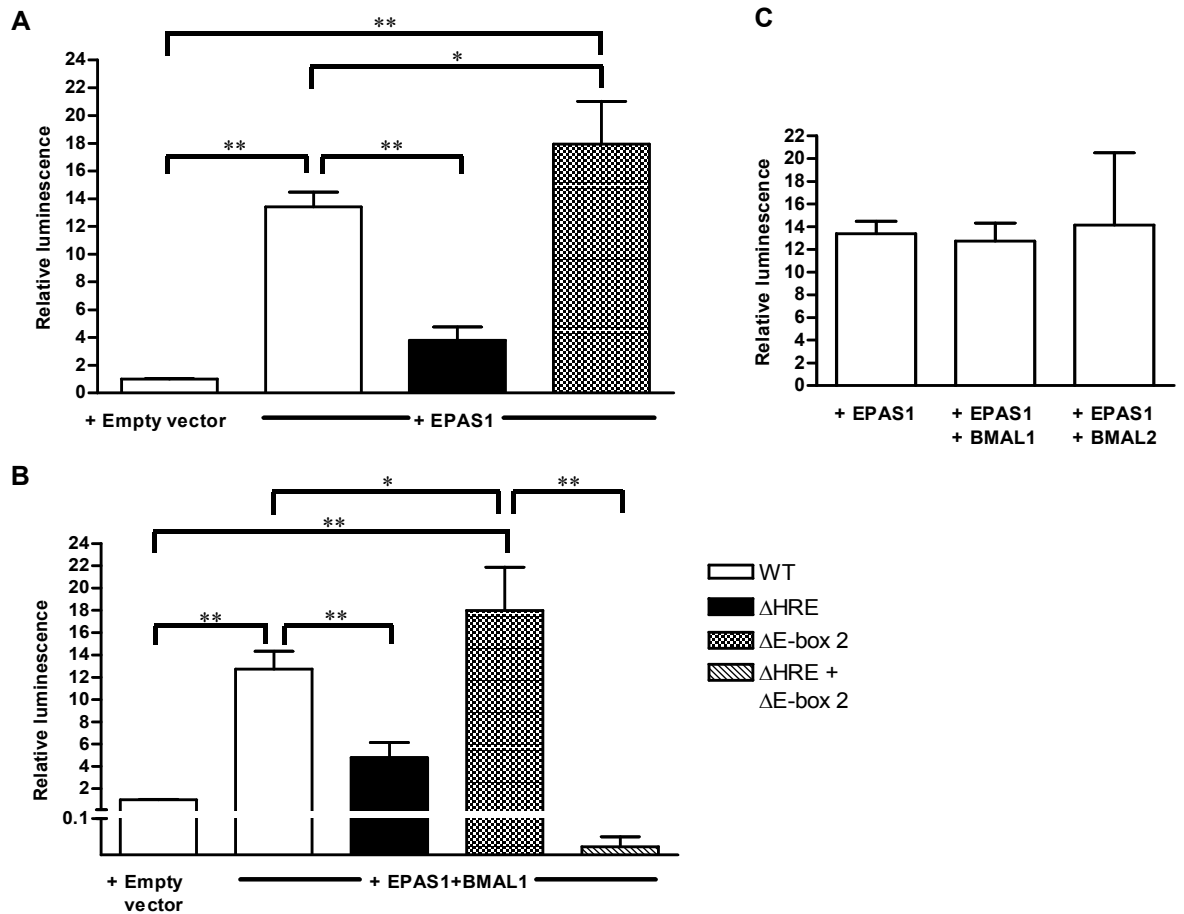 A
**
*
**
**
24
22
20
18
16
14
12
10
8
6
4
2
0
Relative luminescence
+ Empty vector
+ EPAS1
C
22
20
18
16
14
12
10
8
6
4
2
0
Relative luminescence
+ EPAS1
+ EPAS1
+ BMAL1
+ EPAS1
+ BMAL2
B
*
**
**
**
**
24
22
20
18
16
14
12
10
8
6
4
2
0.1
Relative luminescence
+ Empty
vector
+ EPAS1+BMAL1
WT
ΔHRE
ΔE-box 2
ΔHRE +
ΔE-box 2